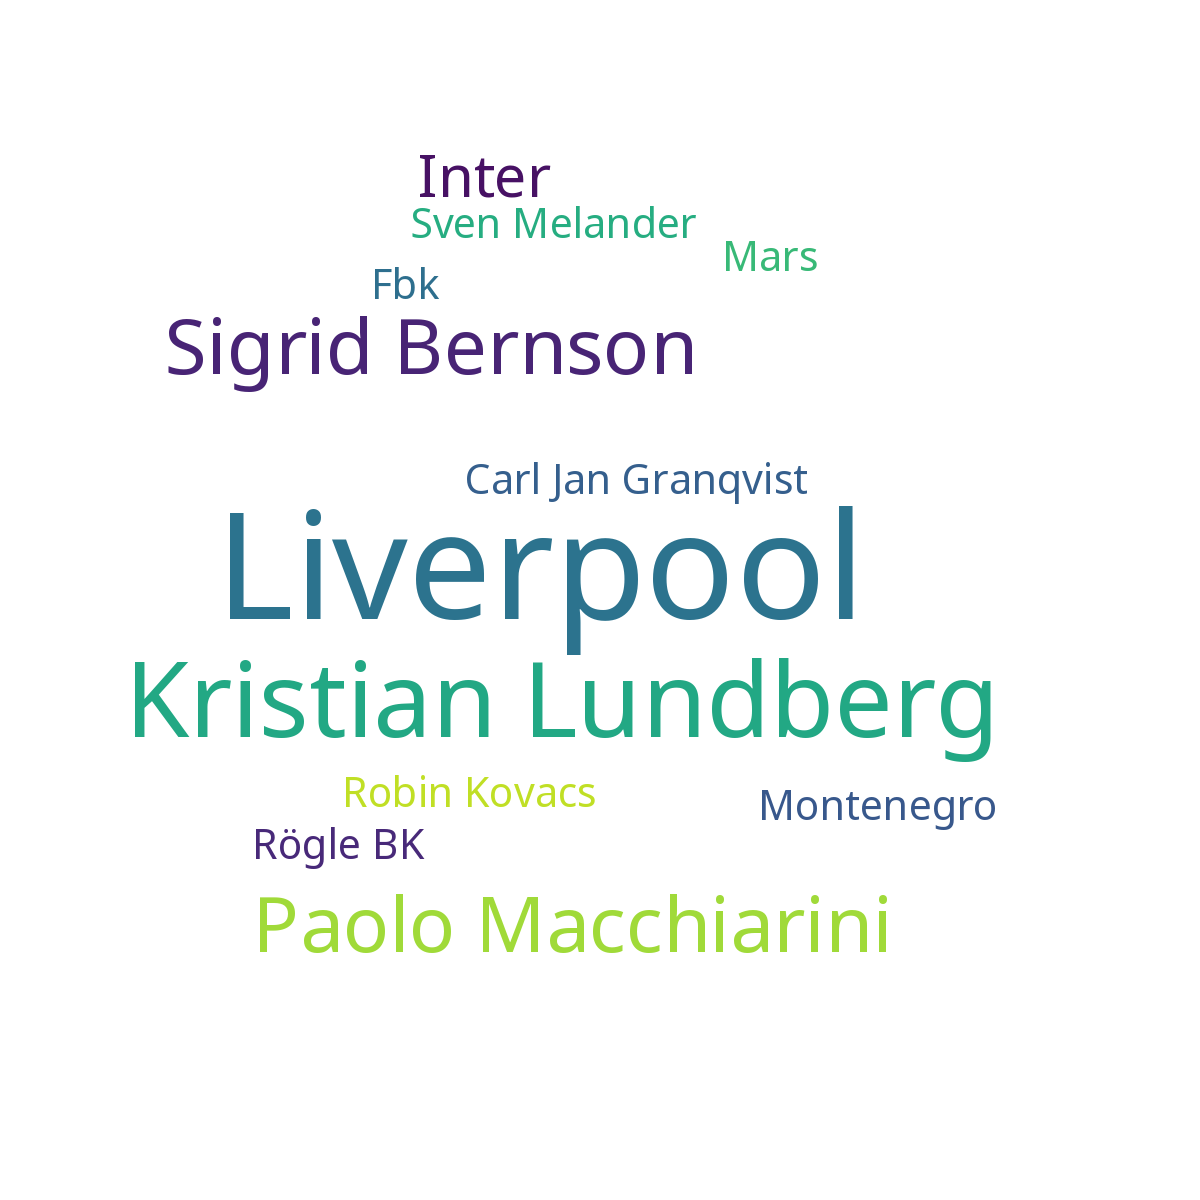 Inter
Sven Melander
Mars
Fbk
Sigrid Bernson
Carl Jan Granqvist
Liverpool
Kristian Lundberg
Robin Kovacs
Montenegro
Rögle BK
Paolo Macchiarini